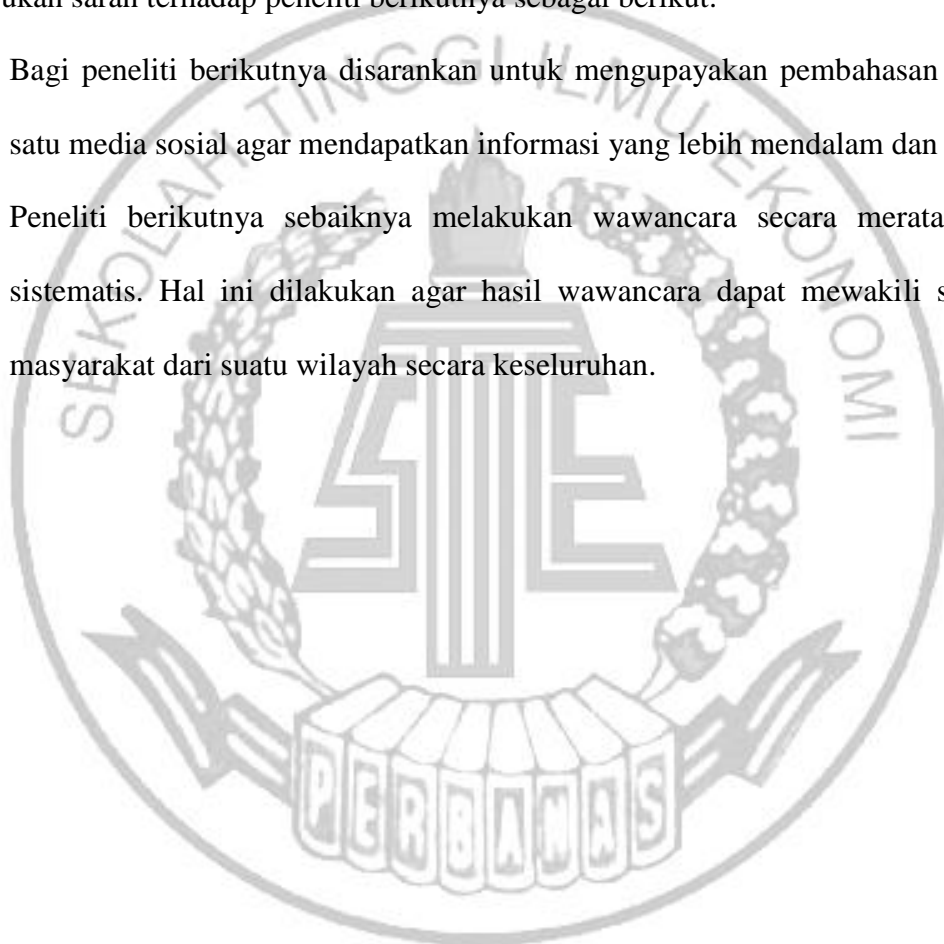 ukan saran terhadap peneliti berikutnya sebagai berikut:
Bagi peneliti berikutnya disarankan untuk mengupayakan pembahasan
satu media sosial agar mendapatkan informasi yang lebih mendalam dan
Peneliti berikutnya sebaiknya melakukan wawancara secara merata
sistematis. Hal ini dilakukan agar hasil wawancara dapat mewakili s
masyarakat dari suatu wilayah secara keseluruhan.
SEKOLAH TINGGI ILMU EKONOMI
STE
PERBANAS